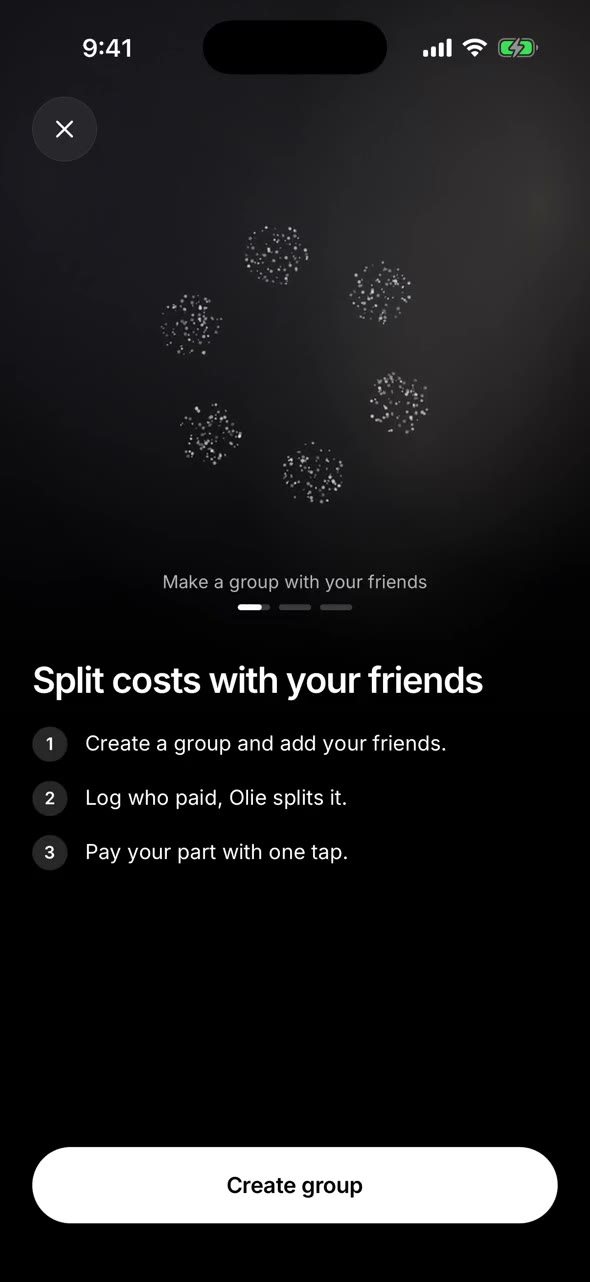 9:41
Make a group with your friends
Split costs with your friends
1 Create a group and add your friends.
2 Log who paid, Olie splits it.
3 Pay your part with one tap.
Create group